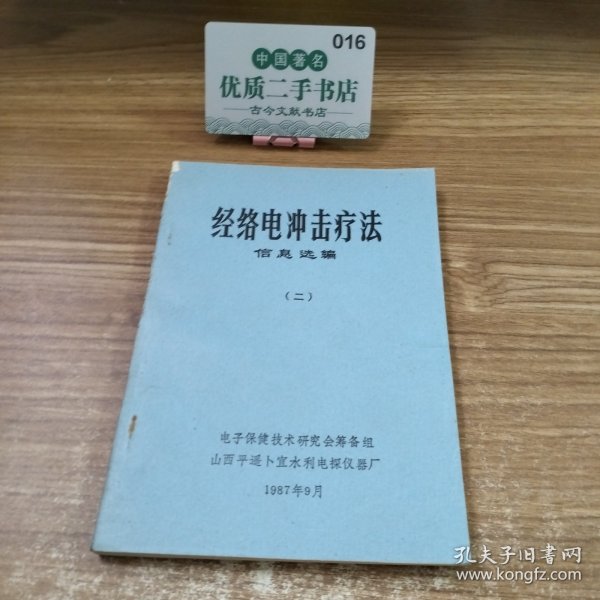 016
中国著名
优质二手书店
古今文献书店
经络电冲击疗法
信息选编
（二）
电子保健技术研究会筹备组
山西平遥卜宜水利电探仪器厂
1987年9月
孔夫子旧书网
www.kongfz.com